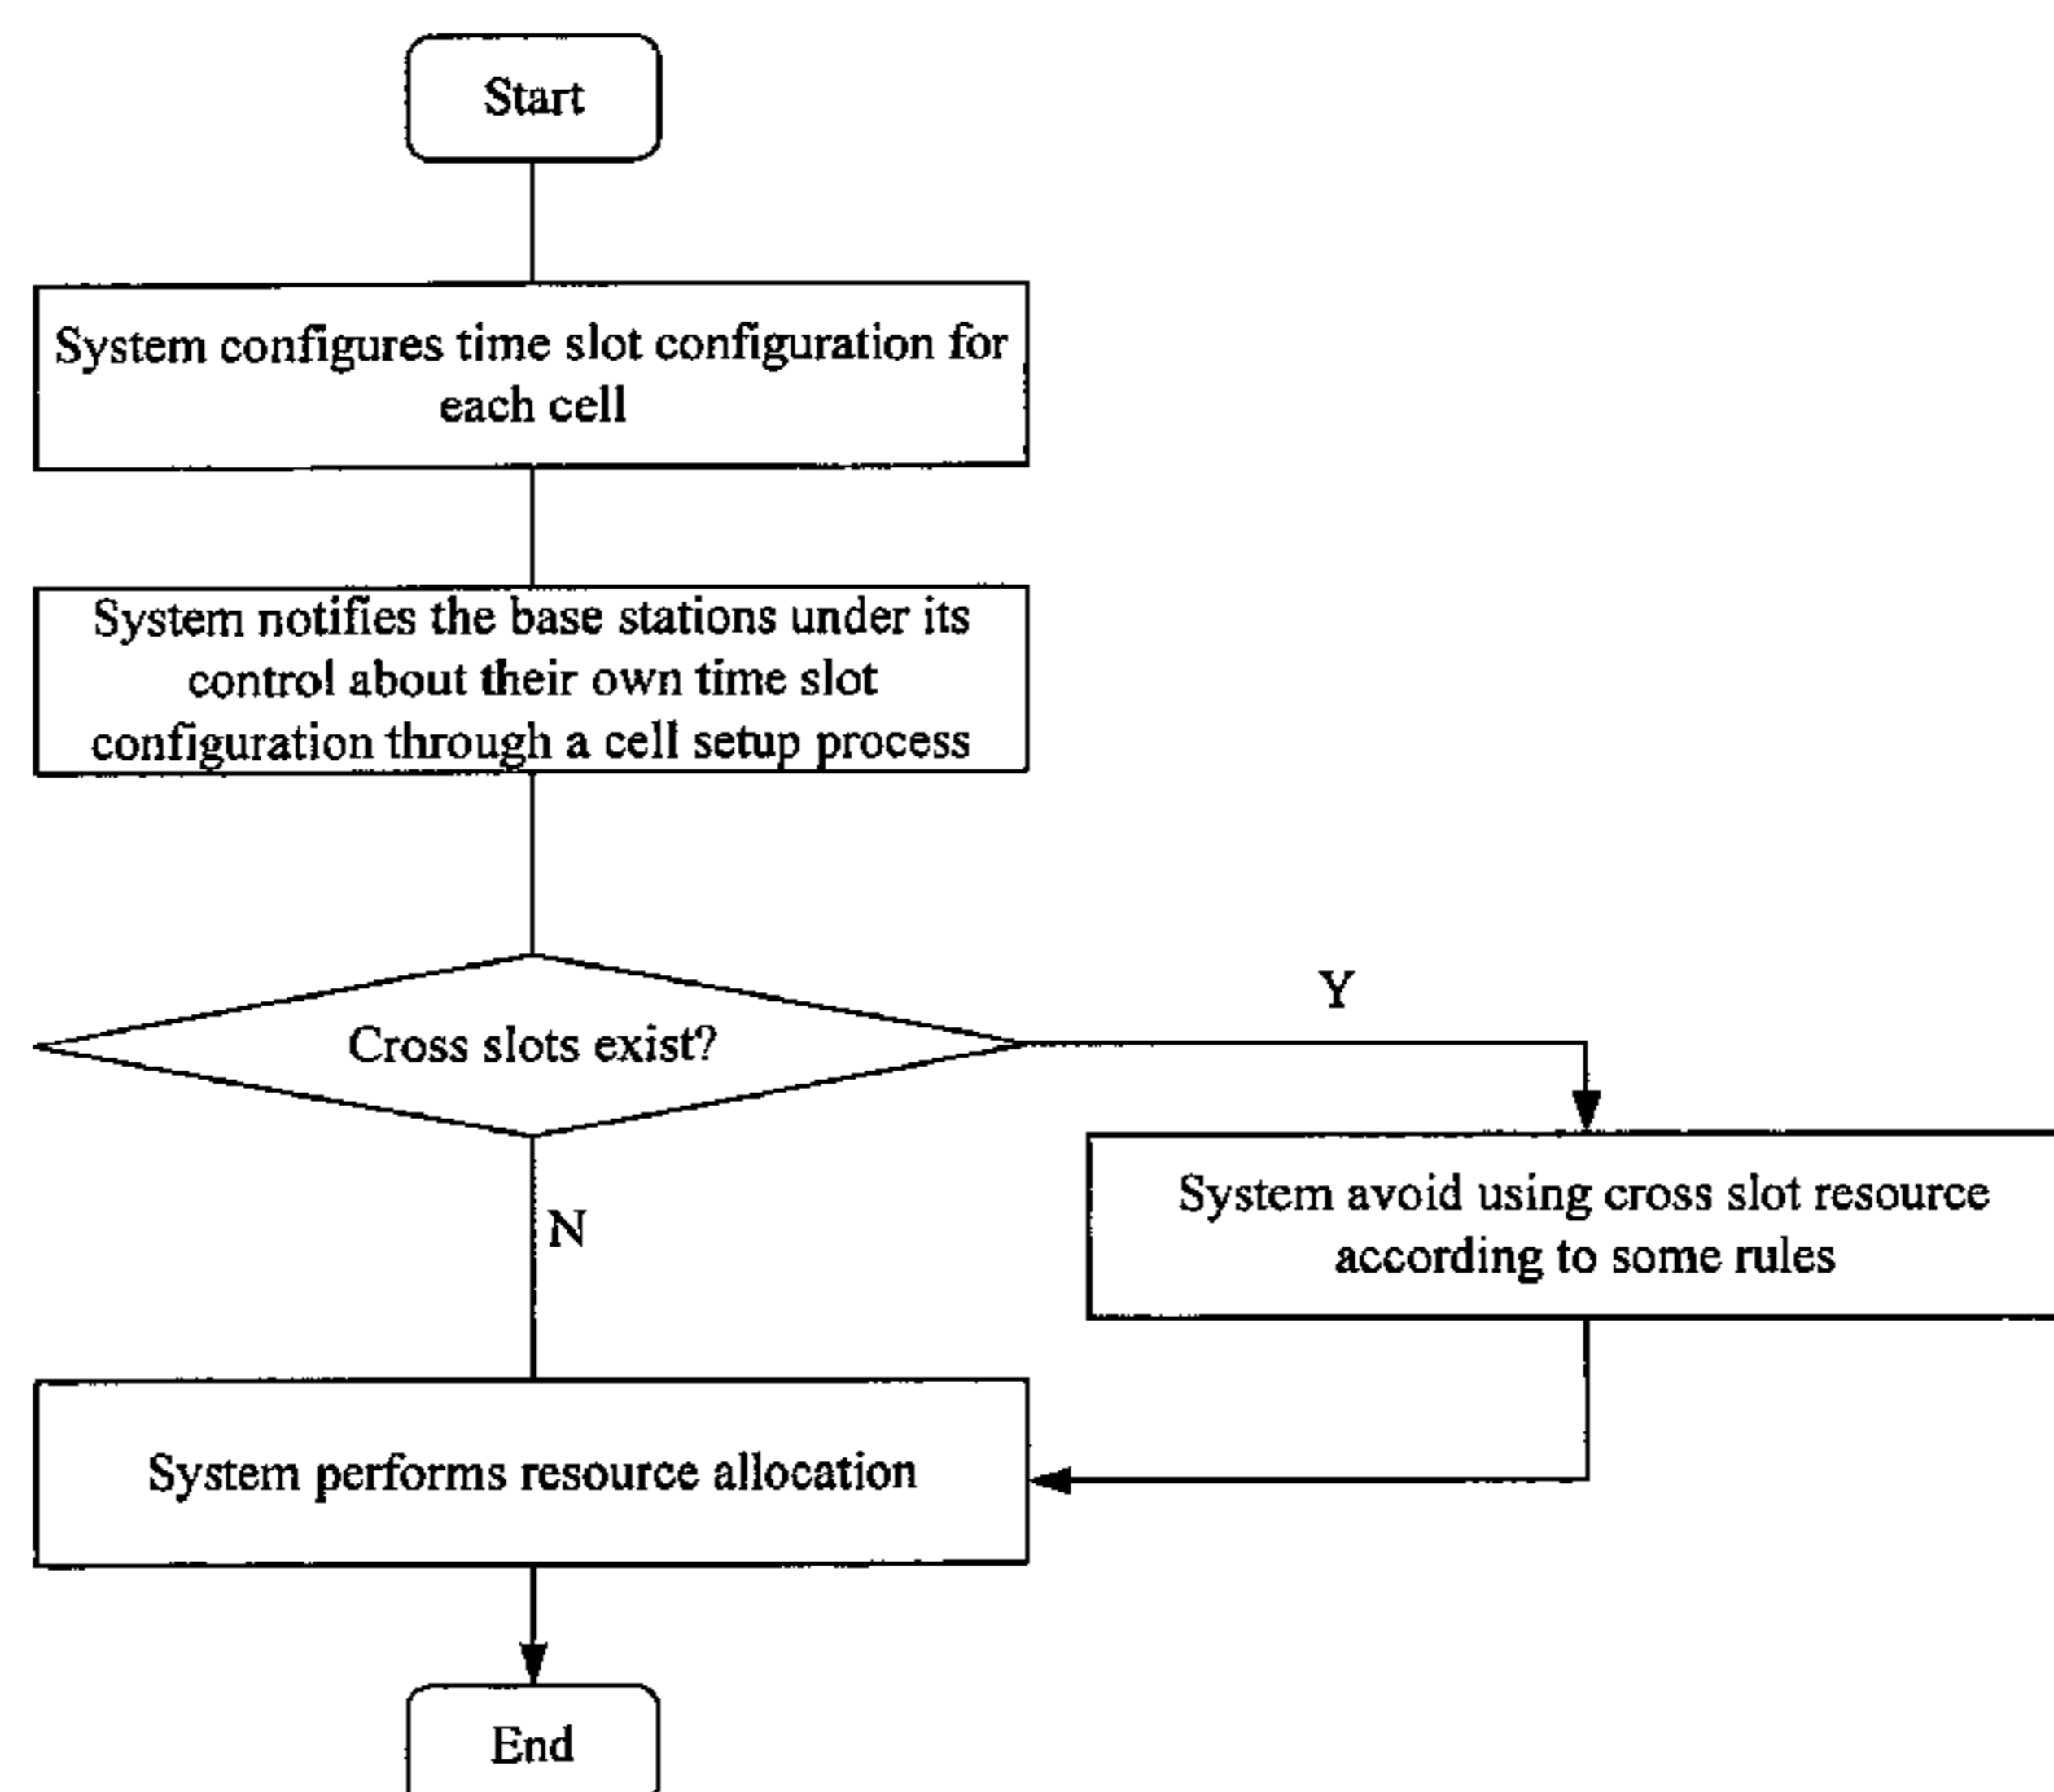 Start
System configures time slot configuration for
each cell
System notifies the base stations under its
control about their own time slot
configuration through a cell setup process
Cross slots exist?
Y
N
System avoid using cross slot resource
according to some rules
System performs resource allocation
End